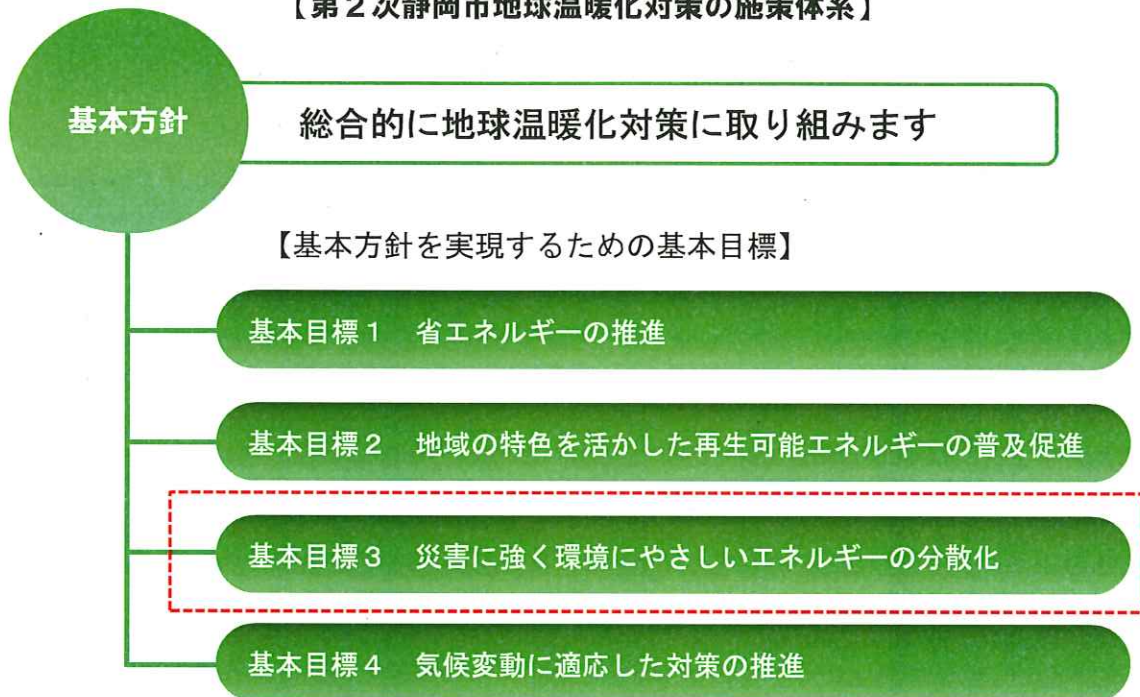 【第２次静岡市地球温暖化対策の施策体系】
基本方針
総合的に地球温暖化対策に取り組みます
【基本方針を実現するための基本目標】
基本目標１　省エネルギーの推進
基本目標２　地域の特色を活かした再生可能エネルギーの普及促進
基本目標３　災害に強く環境にやさしいエネルギーの分散化
基本目標４　気候変動に適応した対策の推進